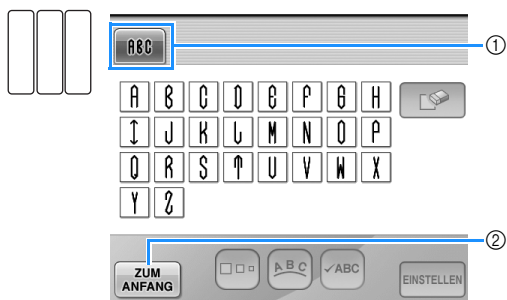 ABC ①
A B C D E F G H
I J K L M N O P
Q R S T U V W X
Y Z
②
ZUM
ANFANG
ABC
✓ABC
EINSTELLEN